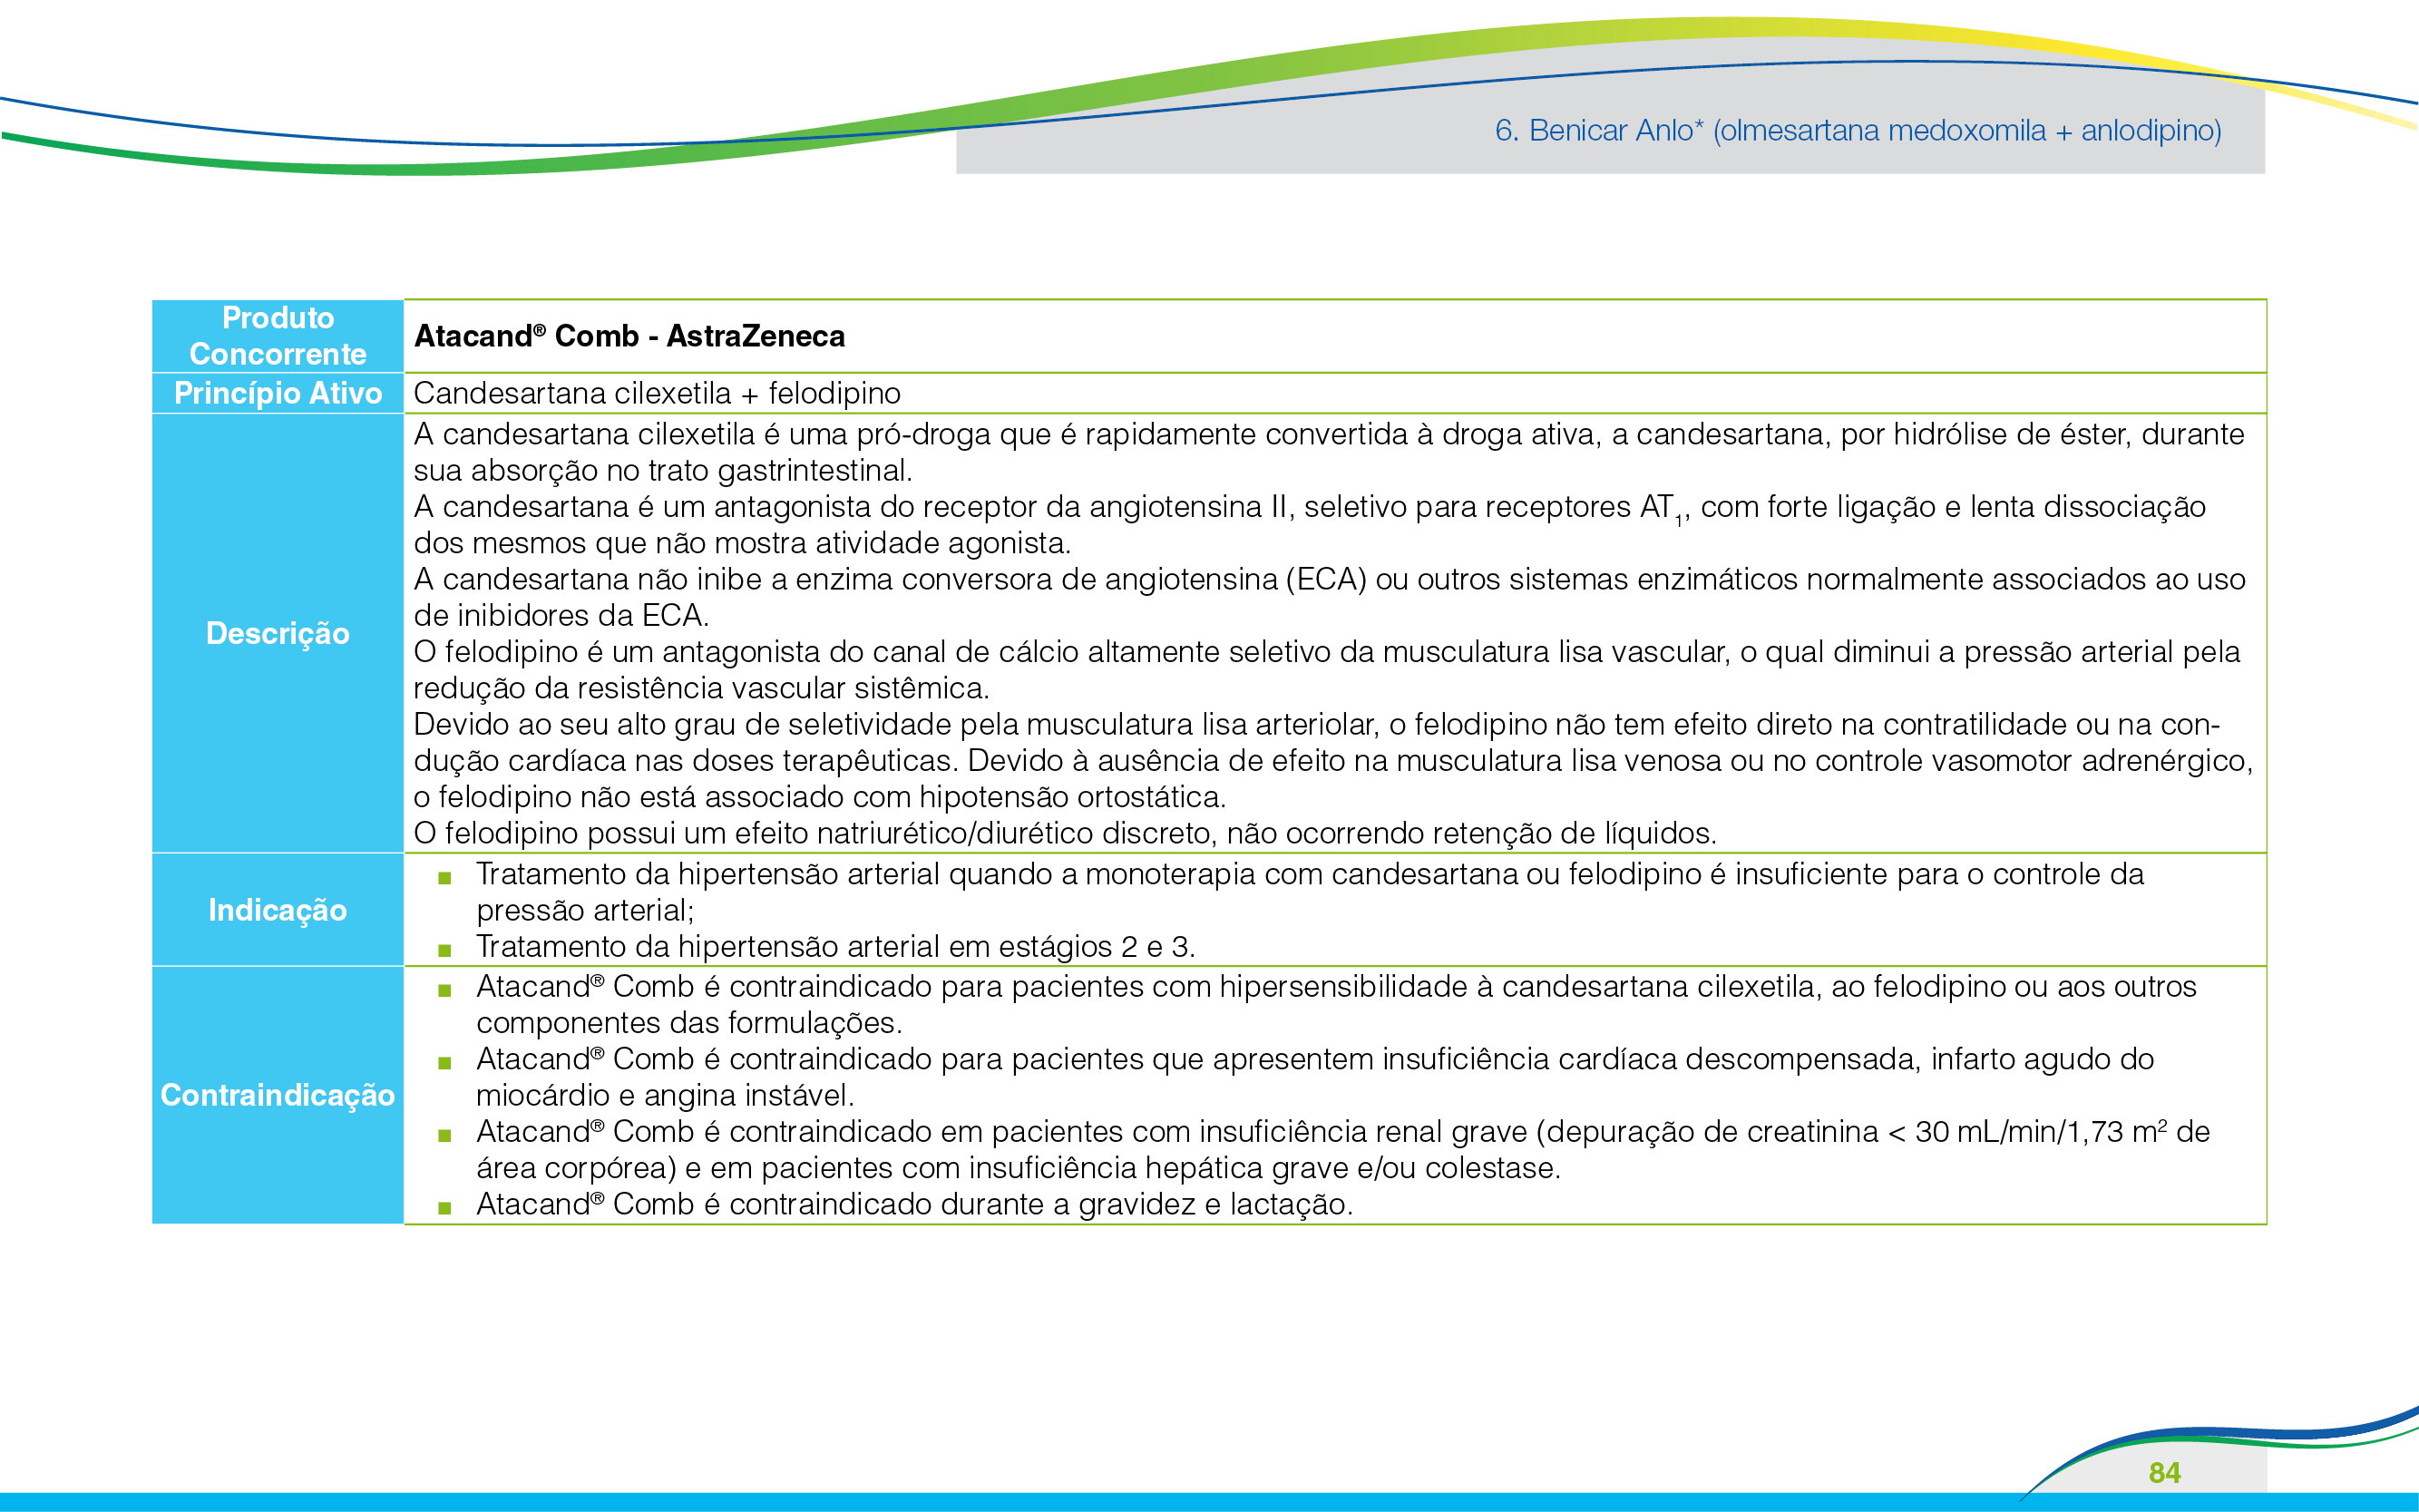 6. Benicar Anlo* (olmesartana medoxomila + anlodipino)
Produto
Concorrente
Atacand® Comb - AstraZeneca
Princípio Ativo
Candesartana cilexetila + felodipino
Descrição
A candesartana cilexetila é uma pró-droga que é rapidamente convertida à droga ativa, a candesartana, por hidrólise de éster, durante
sua absorção no trato gastrintestinal.
A candesartana é um antagonista do receptor da angiotensina II, seletivo para receptores AT₁, com forte ligação e lenta dissociação
dos mesmos que não mostra atividade agonista.
A candesartana não inibe a enzima conversora de angiotensina (ECA) ou outros sistemas enzimáticos normalmente associados ao uso
de inibidores da ECA.
O felodipino é um antagonista do canal de cálcio altamente seletivo da musculatura lisa vascular, o qual diminui a pressão arterial pela
redução da resistência vascular sistêmica.
Devido ao seu alto grau de seletividade pela musculatura lisa arteriolar, o felodipino não tem efeito direto na contratilidade ou na con-
dução cardíaca nas doses terapêuticas. Devido à ausência de efeito na musculatura lisa venosa ou no controle vasomotor adrenérgico,
o felodipino não está associado com hipotensão ortostática.
O felodipino possui um efeito natriurético/diurético discreto, não ocorrendo retenção de líquidos.
Indicação
■ Tratamento da hipertensão arterial quando a monoterapia com candesartana ou felodipino é insuficiente para o controle da
pressão arterial;
■ Tratamento da hipertensão arterial em estágios 2 e 3.
Contraindicação
■ Atacand® Comb é contraindicado para pacientes com hipersensibilidade à candesartana cilexetila, ao felodipino ou aos outros
componentes das formulações.
■ Atacand® Comb é contraindicado para pacientes que apresentem insuficiência cardíaca descompensada, infarto agudo do
miocárdio e angina instável.
■ Atacand® Comb é contraindicado em pacientes com insuficiência renal grave (depuração de creatinina < 30 mL/min/1,73 m² de
área corpórea) e em pacientes com insuficiência hepática grave e/ou colestase.
■ Atacand® Comb é contraindicado durante a gravidez e lactação.
84